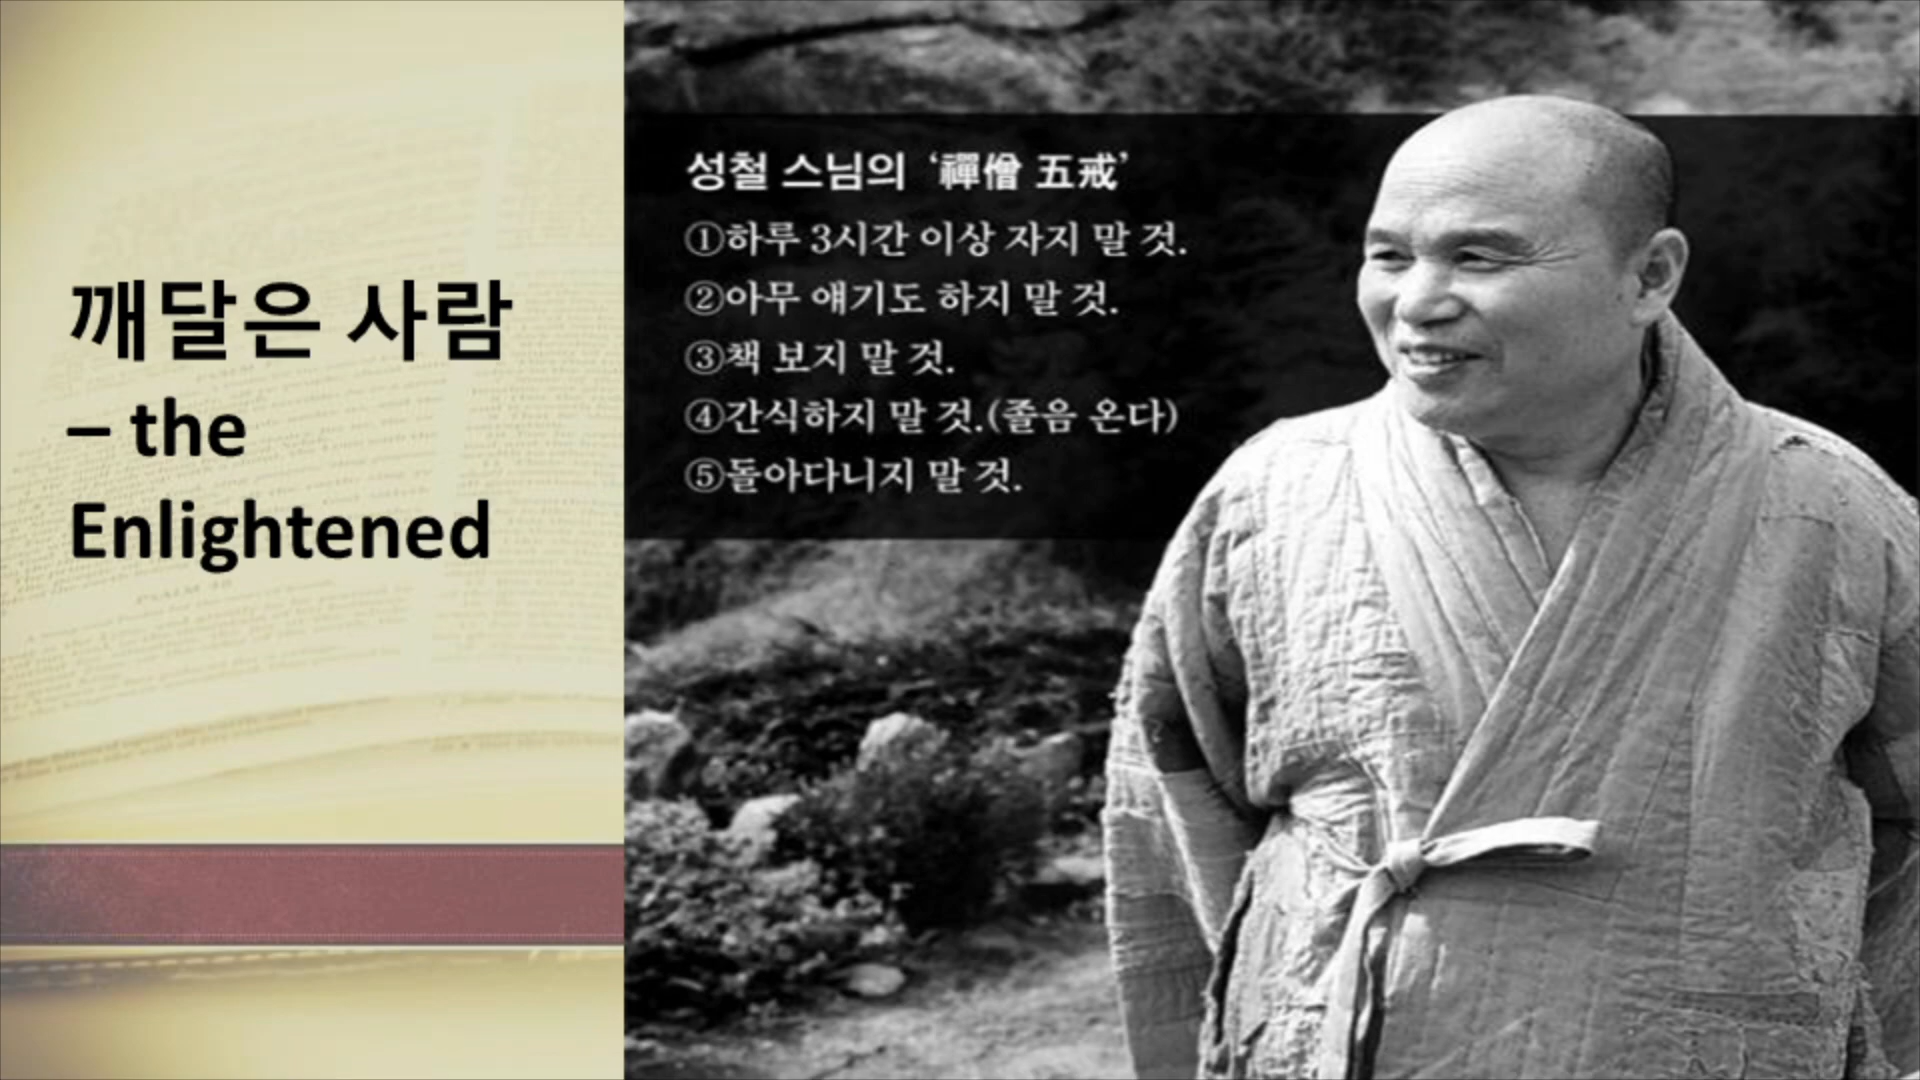 깨달은 사람
– the
Enlightened
성철 스님의 ‘禪僧 五戒’
①하루 3시간 이상 자지 말 것.
②아무 얘기도 하지 말 것.
③책 보지 말 것.
④간식하지 말 것.(졸음 온다)
⑤돌아다니지 말 것.